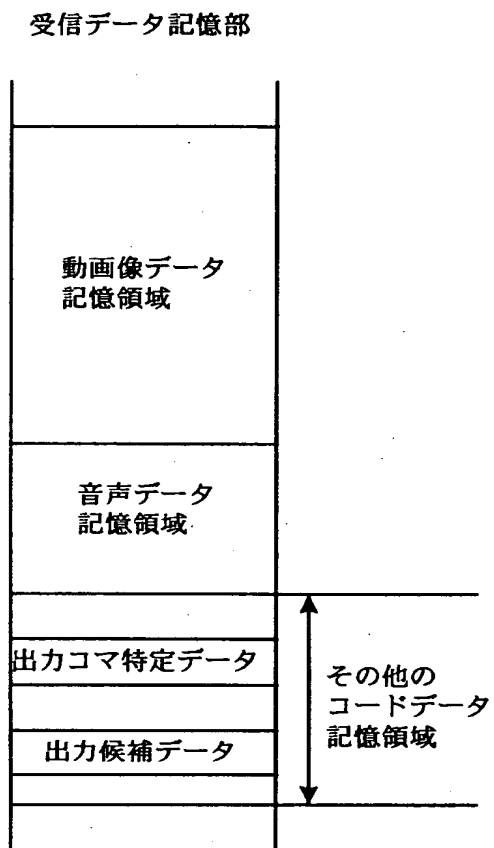 受信データ記憶部
動画像データ
記憶領域
音声データ
記憶領域
出力コマ特定データ
出力候補データ
その他の
コードデータ
記憶領域